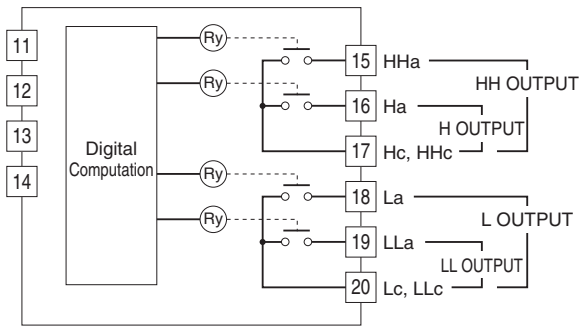 11
12
13
14
Digital
Computation
Ry
Ry
Ry
Ry
15 HHa
16 Ha
17 Hc, HHc
18 La
19 LLa
20 Lc, LLc
HH OUTPUT
H OUTPUT
L OUTPUT
LL OUTPUT